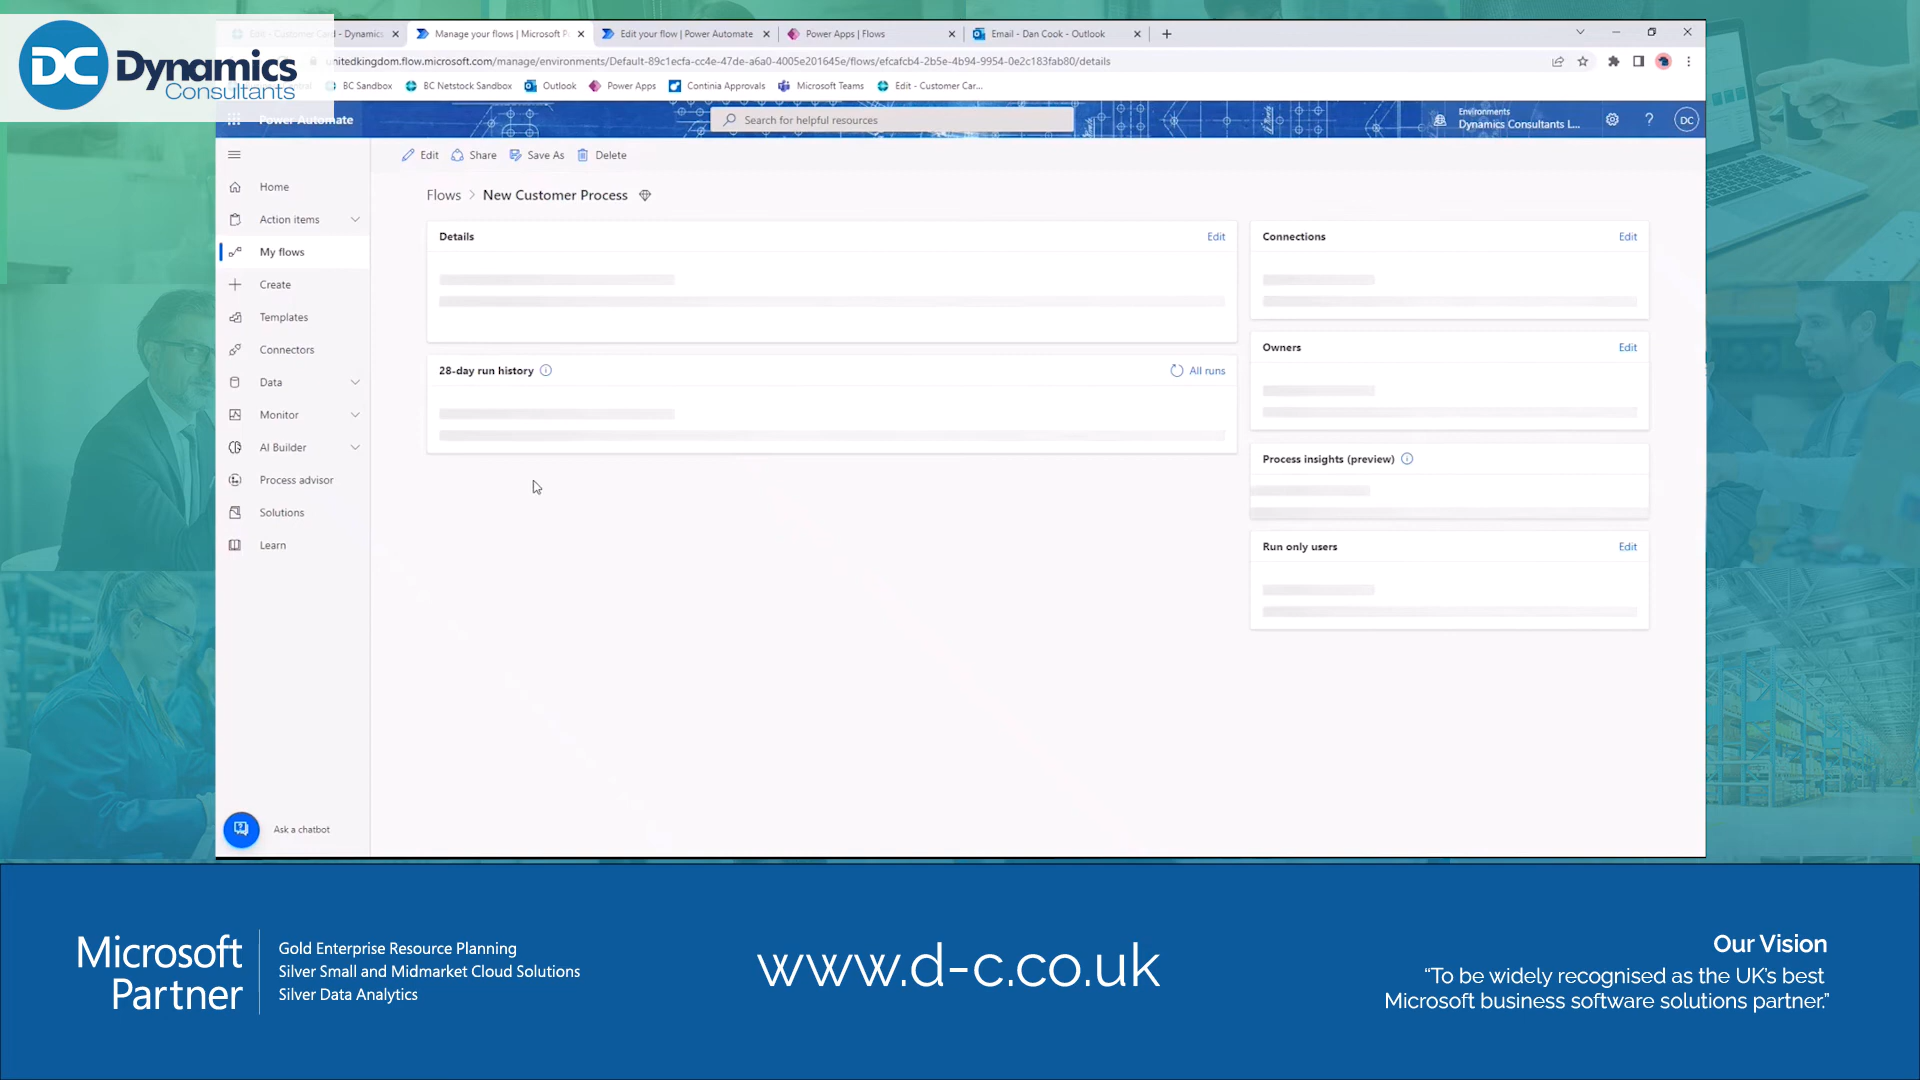 DC Dynamics
Consultants
Edit - Customer Card - Dynamics
Manage your flows | Microsoft P
Edit your flow | Power Automate
Power Apps | Flows
Email - Dan Cook - Outlook
unitedkingdom.flow.microsoft.com/manage/environments/Default-89c1ecfa-cc4e-47de-a6a0-4005e201645e/flows/efcafcb4-2b5e-4b94-9954-0e2c183fab80/details
BC Sandbox
BC Netstock Sandbox
Outlook
Power Apps
Continia Approvals
Microsoft Teams
Edit - Customer Car...
Power Automate
Search for helpful resources
Environments
Dynamics Consultants L...
?
DC
Edit
Share
Save As
Delete
Home
Action items
My flows
Create
Templates
Connectors
Data
Monitor
AI Builder
Process advisor
Solutions
Learn
Ask a chatbot
Flows > New Customer Process
Details
Edit
28-day run history
All runs
Connections
Edit
Owners
Edit
Process insights (preview)
Run only users
Edit
Microsoft
Partner
Gold Enterprise Resource Planning
Silver Small and Midmarket Cloud Solutions
Silver Data Analytics
www.d-c.co.uk
Our Vision
“To be widely recognised as the UK's best
Microsoft business software solutions partner.”